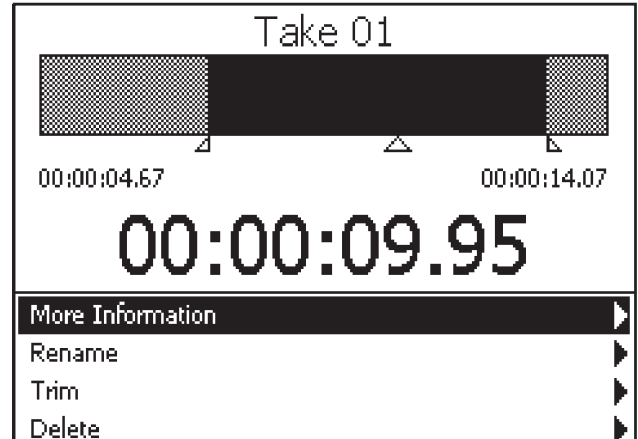 Take 01
00:00:04.67 00:00:14.07
00:00:09.95
More Information
Rename
Trim
Delete